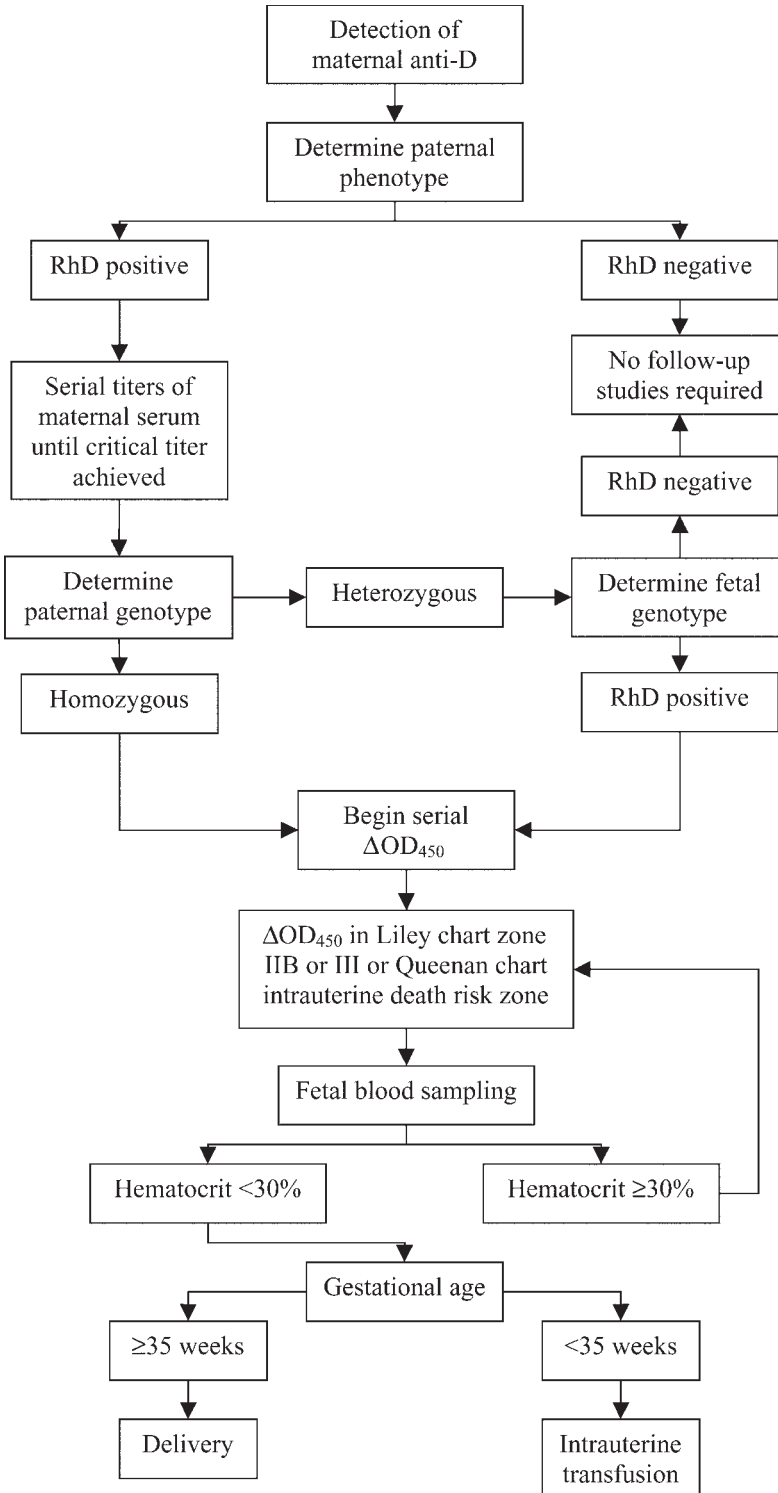 Detection of
maternal anti-D
Determine paternal
phenotype
RhD positive
RhD negative
Serial titers of
maternal serum
until critical titer
achieved
No follow-up
studies required
RhD negative
Determine
paternal genotype
Heterozygous
Determine fetal
genotype
Homozygous
RhD positive
Begin serial
ΔOD₄₅₀
ΔOD₄₅₀ in Liley chart zone
IIB or III or Queenan chart
intrauterine death risk zone
Fetal blood sampling
Hematocrit <30%
Hematocrit ≥30%
Gestational age
≥35 weeks
<35 weeks
Delivery
Intrauterine
transfusion